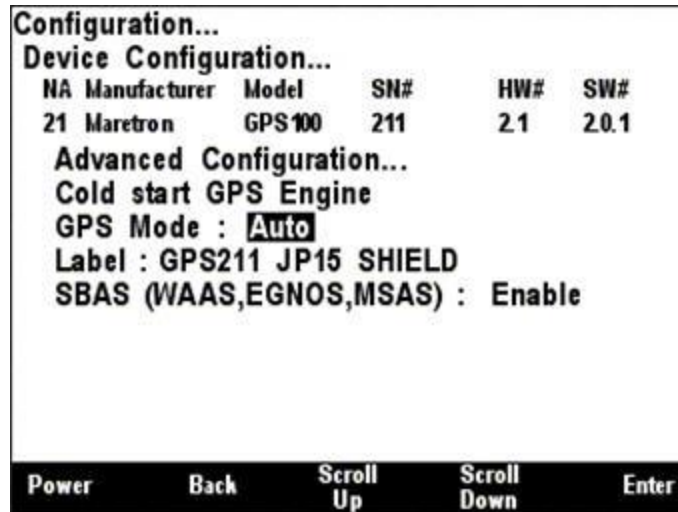 Configuration...
Device Configuration...
NA Manufacturer Model SN# HW# SW#
21 Maretron GPS100 211 2.1 2.0.1
Advanced Configuration...
Cold start GPS Engine
GPS Mode : Auto
Label : GPS211 JP15 SHIELD
SBAS (WAAS,EGNOS,MSAS) : Enable
Power Back Scroll Up Scroll Down Enter